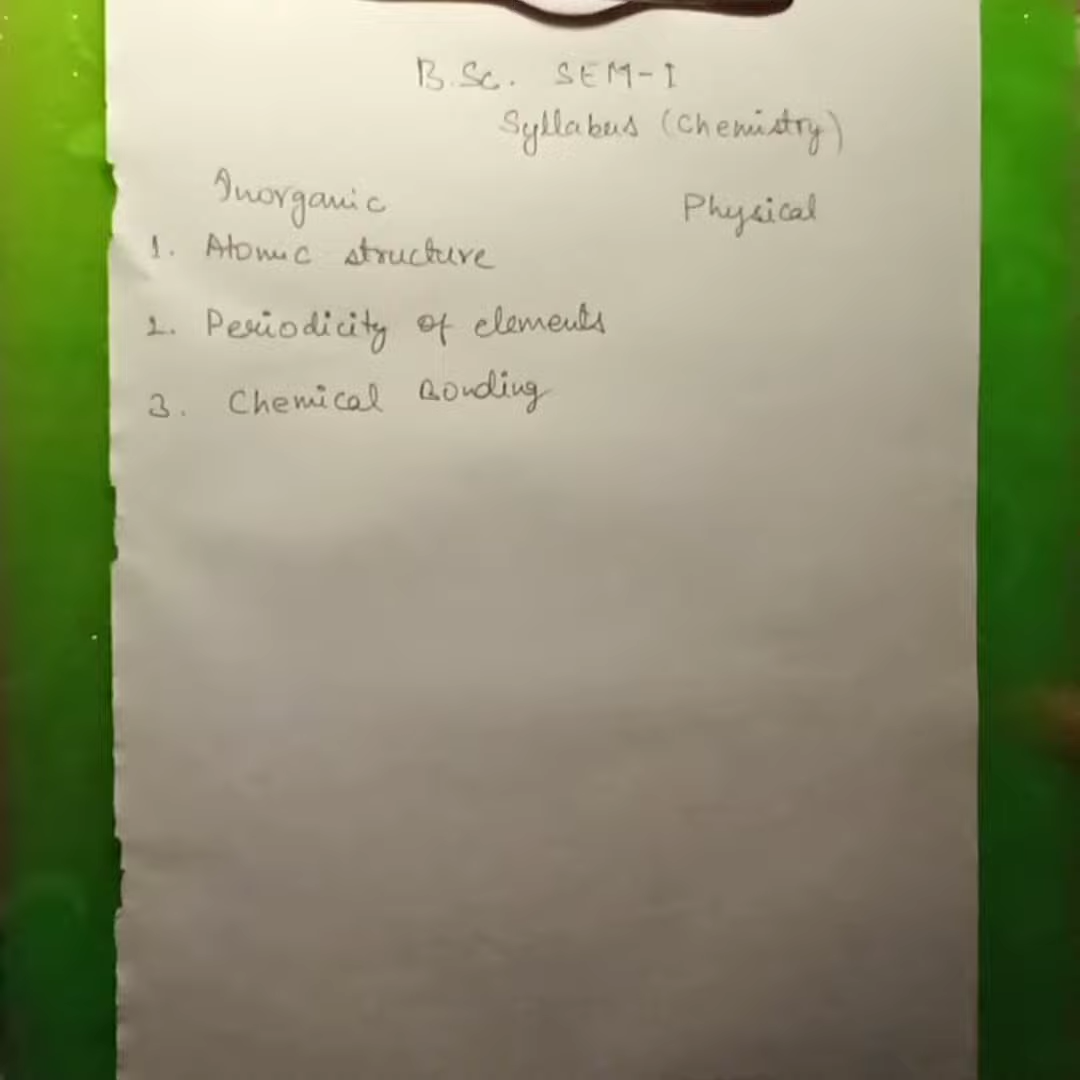 B.Sc. SEM-I
Syllabus (Chemistry)
Inorganic Physical
1. Atomic structure
2. Periodicity of elements
3. Chemical Bonding